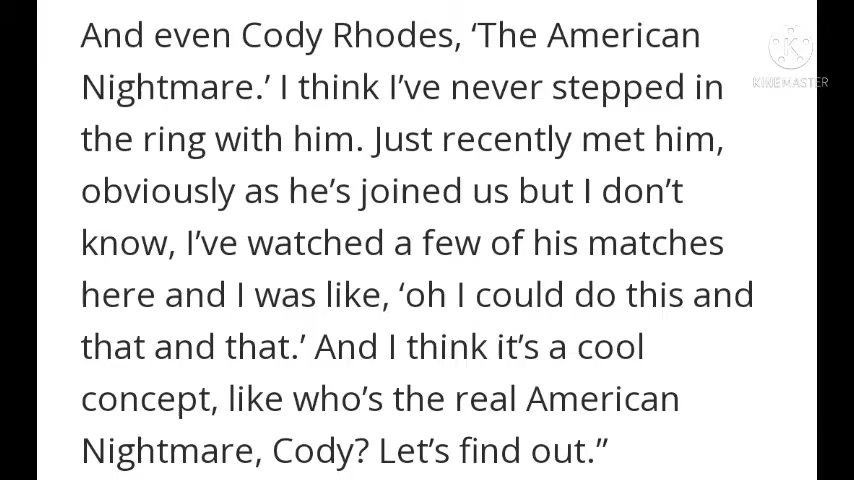 And even Cody Rhodes, ‘The American
Nightmare.’ I think I’ve never stepped in
the ring with him. Just recently met him,
obviously as he’s joined us but I don’t
know, I’ve watched a few of his matches
here and I was like, ‘oh I could do this and
that and that.’ And I think it’s a cool
concept, like who’s the real American
Nightmare, Cody? Let’s find out.”
K
KINEMASTER